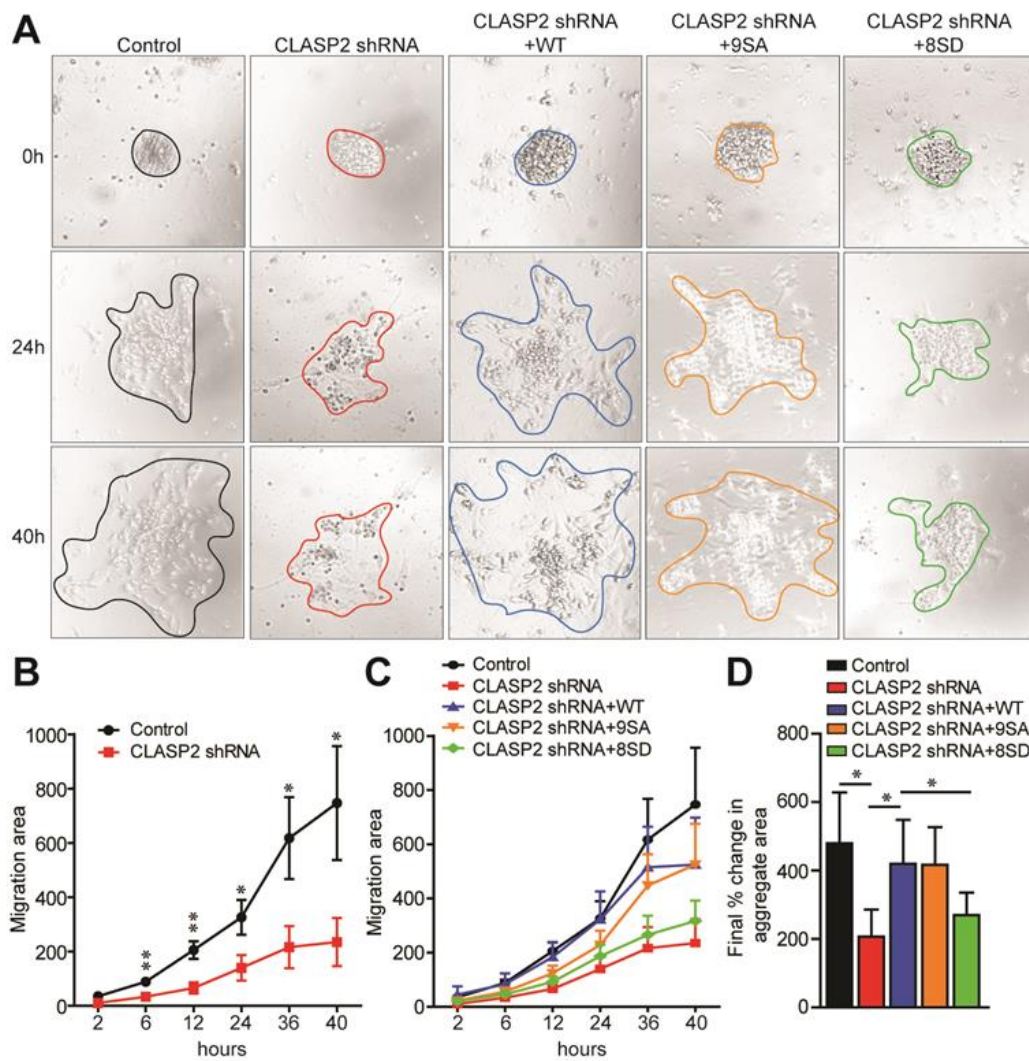 A
Control
CLASP2 shRNA
CLASP2 shRNA
+WT
CLASP2 shRNA
+9SA
CLASP2 shRNA
+8SD
0h
24h
40h
B
Control
CLASP2 shRNA
Migration area
1000
800
600
400
200
0
**
**
*
*
*
2 6 12 24 36 40
hours
C
Control
CLASP2 shRNA
CLASP2 shRNA+WT
CLASP2 shRNA+9SA
CLASP2 shRNA+8SD
Migration area
1000
800
600
400
200
0
2 6 12 24 36 40
hours
D
Control
CLASP2 shRNA
CLASP2 shRNA+WT
CLASP2 shRNA+9SA
CLASP2 shRNA+8SD
Final % change in
aggregate area
800
600
400
200
0
*
*
*